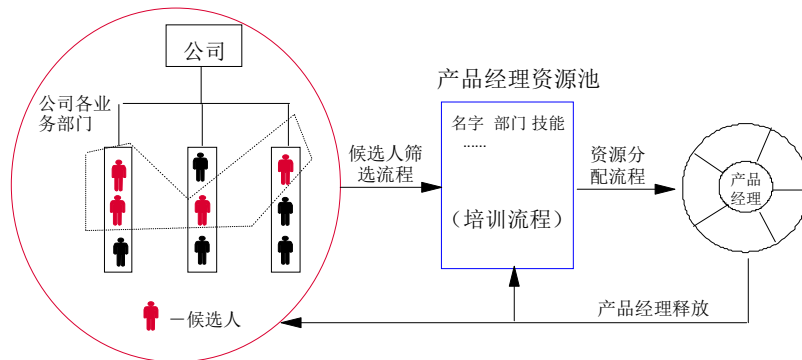 公司
产品经理资源池
公司各业
务部门
名字 部门 技能
......
候选人筛
选流程
资源分
配流程
产品
经理
（培训流程）
－候选人
产品经理释放